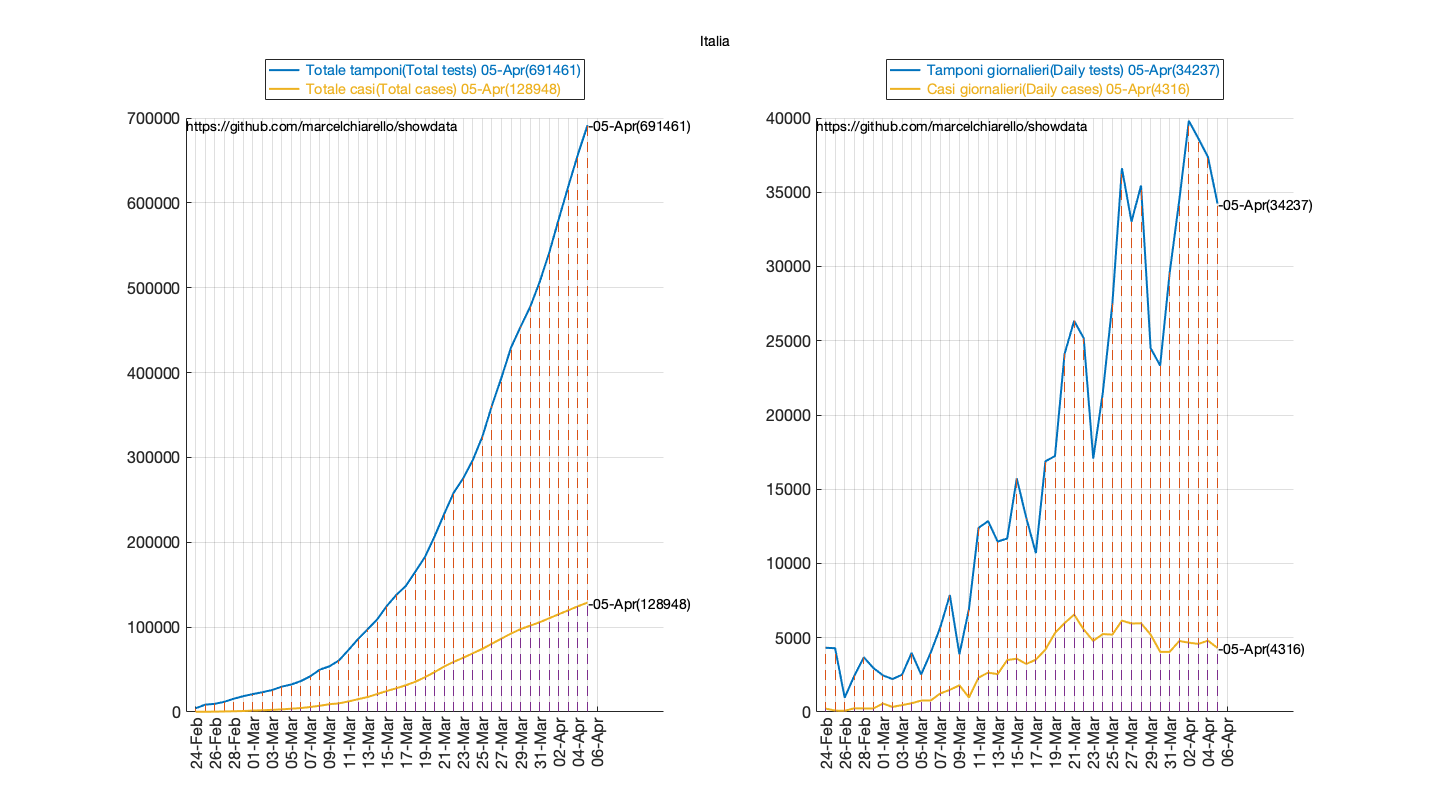 Italia
Totale tamponi(Total tests) 05-Apr(691461)
Totale casi(Total cases) 05-Apr(128948)
700000
https://github.com/marcelchiarello/showdata
-05-Apr(691461)
600000
500000
400000
300000
200000
100000
-05-Apr(128948)
0
24-Feb
26-Feb
28-Feb
01-Mar
03-Mar
05-Mar
07-Mar
09-Mar
11-Mar
13-Mar
15-Mar
17-Mar
19-Mar
21-Mar
23-Mar
25-Mar
27-Mar
29-Mar
31-Mar
02-Apr
04-Apr
06-Apr
Tamponi giornalieri(Daily tests) 05-Apr(34237)
Casi giornalieri(Daily cases) 05-Apr(4316)
40000
https://github.com/marcelchiarello/showdata
35000
-05-Apr(34237)
30000
25000
20000
15000
10000
5000
-05-Apr(4316)
0
24-Feb
26-Feb
28-Feb
01-Mar
03-Mar
05-Mar
07-Mar
09-Mar
11-Mar
13-Mar
15-Mar
17-Mar
19-Mar
21-Mar
23-Mar
25-Mar
27-Mar
29-Mar
31-Mar
02-Apr
04-Apr
06-Apr